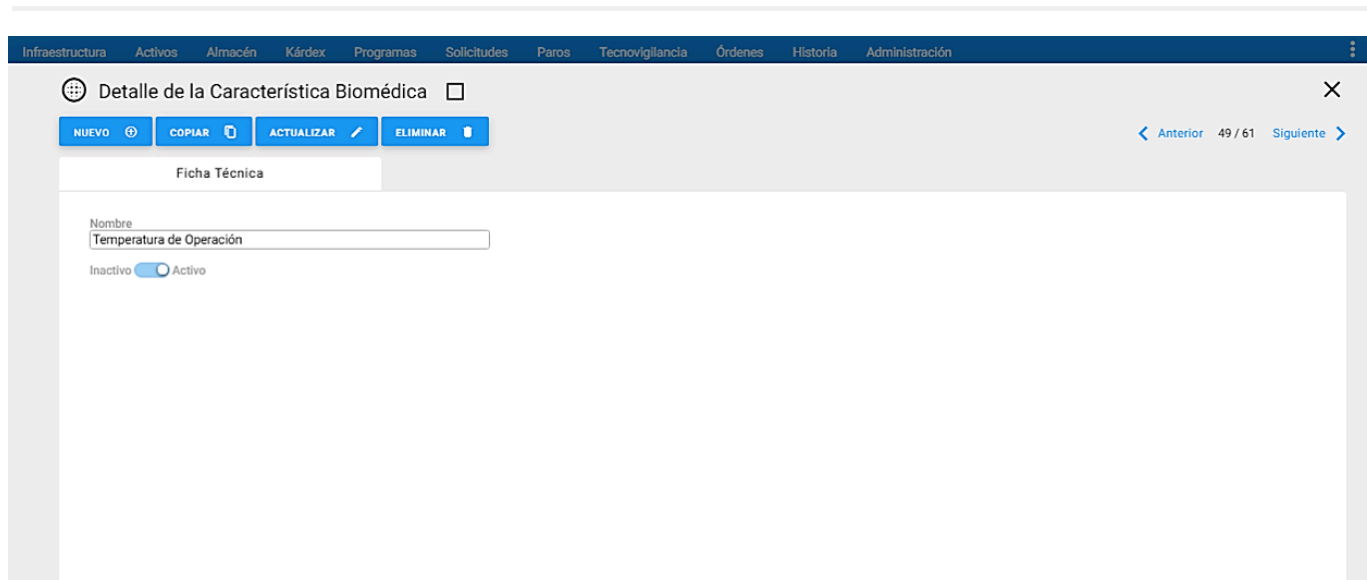 Infraestructura Activos Almacén Kárdex Programas Solicitudes Paros Tecnovigilancia Órdenes Historia Administración
Detalle de la Característica Biomédica
NUEVO COPIAR ACTUALIZAR ELIMINAR Anterior 49 / 61 Siguiente
Ficha Técnica
Nombre
Temperatura de Operación
Inactivo Activo